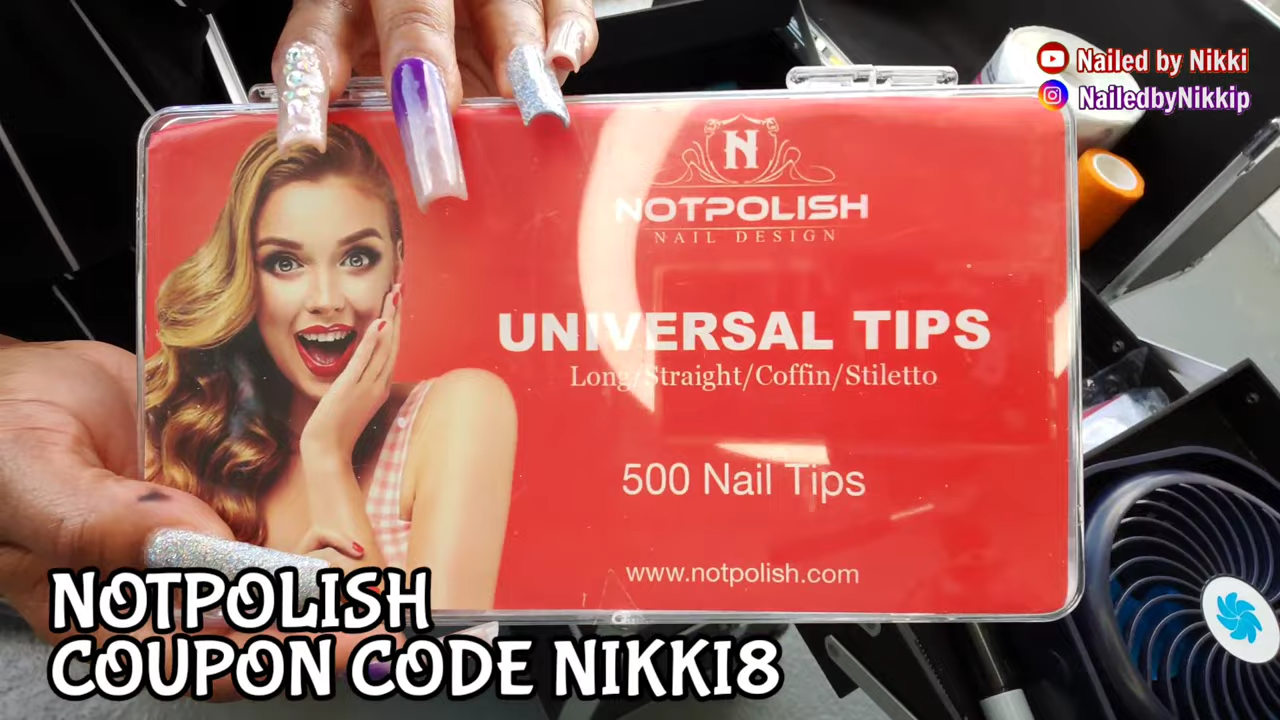 Nailed by Nikki
NailedbyNikkip
N
NOTPOLISH
NAIL DESIGN
UNIVERSAL TIPS
Long/Straight/Coffin/Stiletto
500 Nail Tips
www.notpolish.com
NOTPOLISH
COUPON CODE NIKKI8